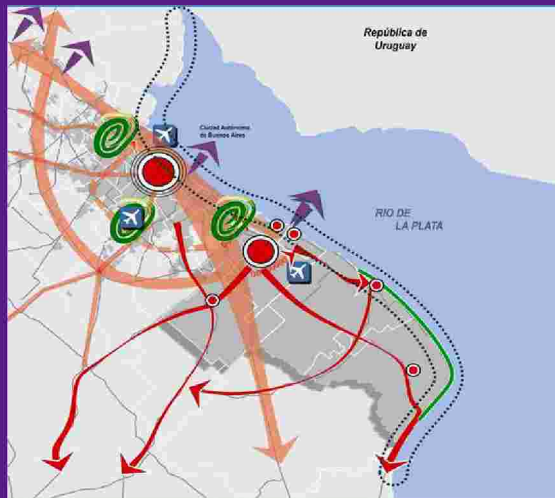 República de
Uruguay
Ciudad Autónoma
de Buenos Aires
RIO DE
LA PLATA